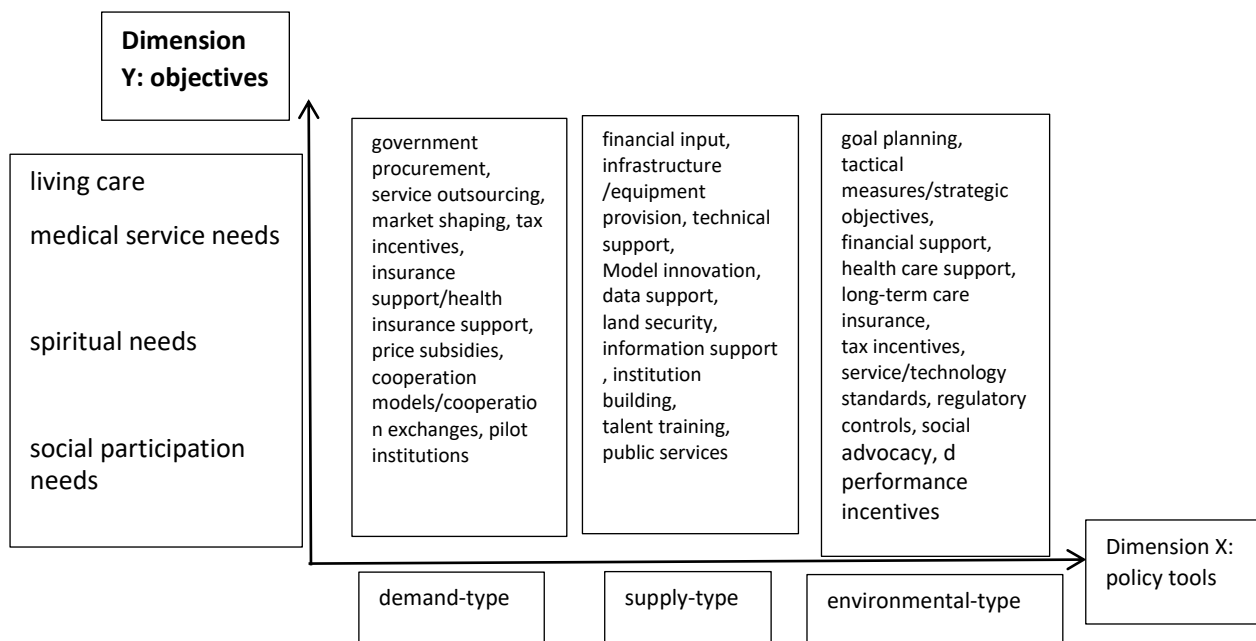 Dimension
Y: objectives
living care
medical service needs
spiritual needs
social participation
needs
government
procurement,
service outsourcing,
market shaping, tax
incentives,
insurance
support/health
insurance support,
price subsidies,
cooperation
models/cooperatio
n exchanges, pilot
institutions
financial input,
infrastructure
/equipment
provision, technical
support,
Model innovation,
data support,
land security,
information support
, institution
building,
talent training,
public services
goal planning,
tactical
measures/strategic
objectives,
financial support,
health care support,
long-term care
insurance,
tax incentives,
service/technology
standards, regulatory
controls, social
advocacy, d
performance
incentives
Dimension X:
policy tools
demand-type
supply-type
environmental-type